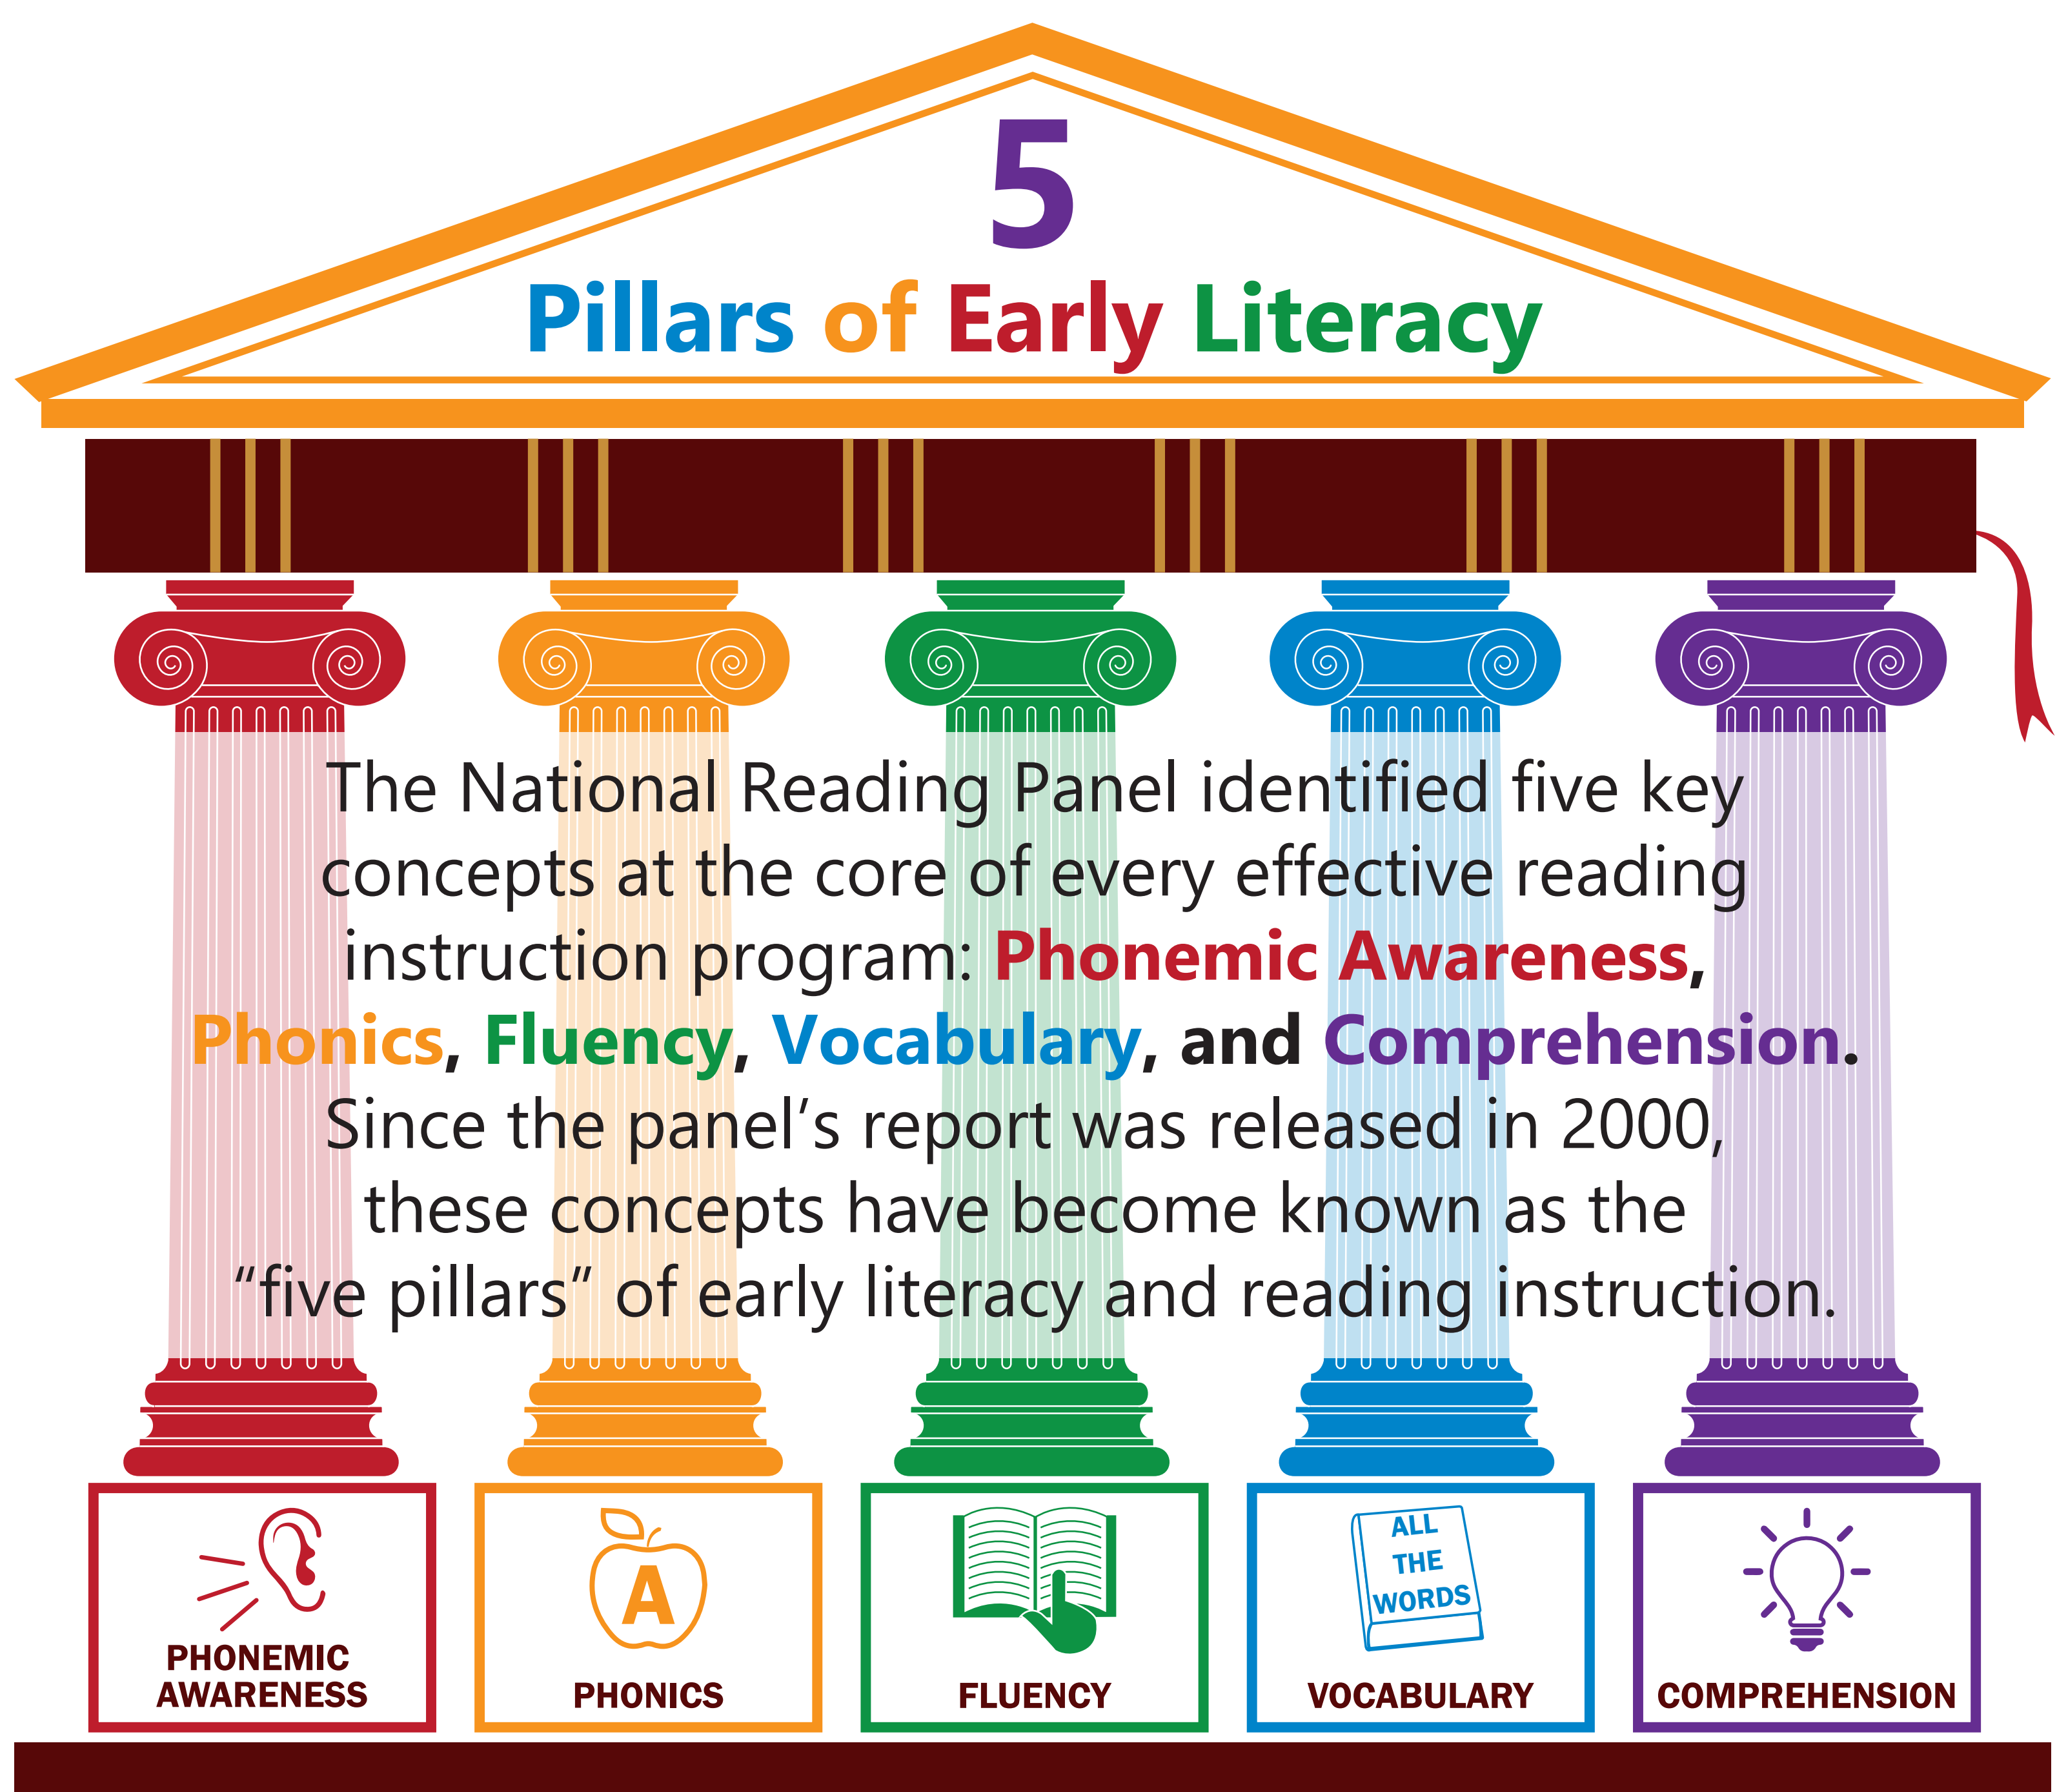 5
Pillars of Early Literacy
The National Reading Panel identified five key
concepts at the core of every effective reading
instruction program: Phonemic Awareness,
Phonics, Fluency, Vocabulary, and Comprehension.
Since the panel’s report was released in 2000,
these concepts have become known as the
“five pillars” of early literacy and reading instruction.
PHONEMIC
AWARENESS
A
PHONICS
FLUENCY
ALL
THE
WORDS
VOCABULARY
COMPREHENSION